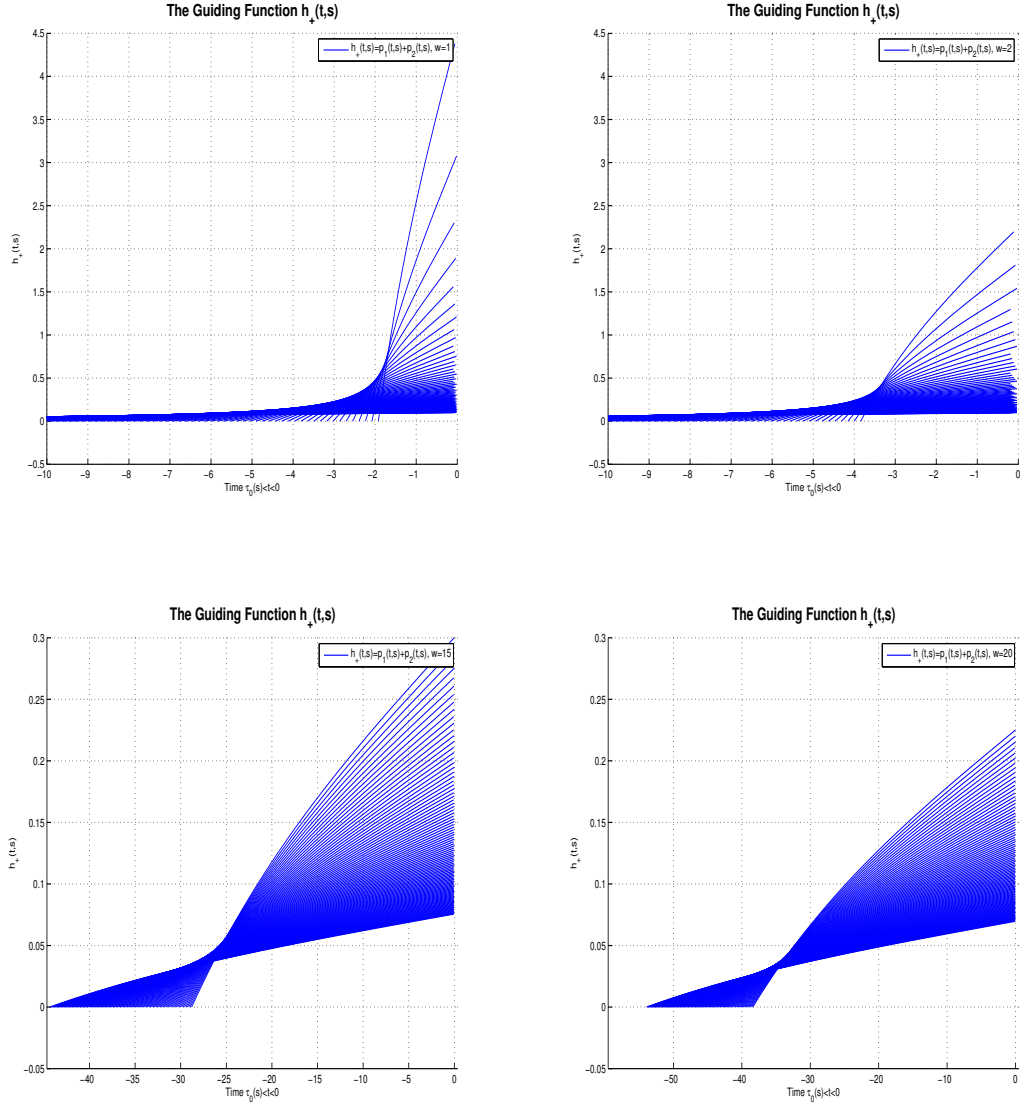 The Guiding Function h₊(t,s)
h₊(t,s)=p₁(t,s)+p₂(t,s), w=1
4.5
4
3.5
3
2.5
2
1.5
1
0.5
0
−0.5
h₊(t,s)
−10 −9 −8 −7 −6 −5 −4 −3 −2 −1 0
Time τ₀(s)<t<0
The Guiding Function h₊(t,s)
h₊(t,s)=p₁(t,s)+p₂(t,s), w=2
4.5
4
3.5
3
2.5
2
1.5
1
0.5
0
−0.5
h₊(t,s)
−10 −9 −8 −7 −6 −5 −4 −3 −2 −1 0
Time τ₀(s)<t<0
The Guiding Function h₊(t,s)
h₊(t,s)=p₁(t,s)+p₂(t,s), w=15
0.3
0.25
0.2
0.15
0.1
0.05
0
−0.05
h₊(t,s)
−40 −35 −30 −25 −20 −15 −10 −5 0
Time τ₀(s)<t<0
The Guiding Function h₊(t,s)
h₊(t,s)=p₁(t,s)+p₂(t,s), w=20
0.3
0.25
0.2
0.15
0.1
0.05
0
−0.05
h₊(t,s)
−50 −40 −30 −20 −10 0
Time τ₀(s)<t<0